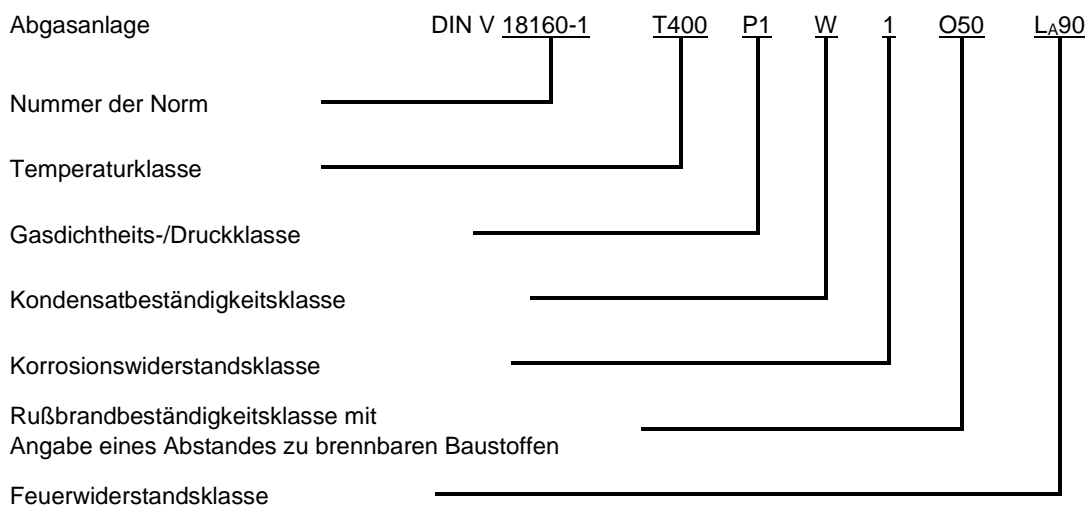 Abgasanlage DIN V 18160-1 T400 P1 W 1 O50 LA90
Nummer der Norm
Temperaturklasse
Gasdichtheits-/Druckklasse
Kondensatbeständigkeitsklasse
Korrosionswiderstandsklasse
Rußbrandbeständigkeitsklasse mit
Angabe eines Abstandes zu brennbaren Baustoffen
Feuerwiderstandsklasse